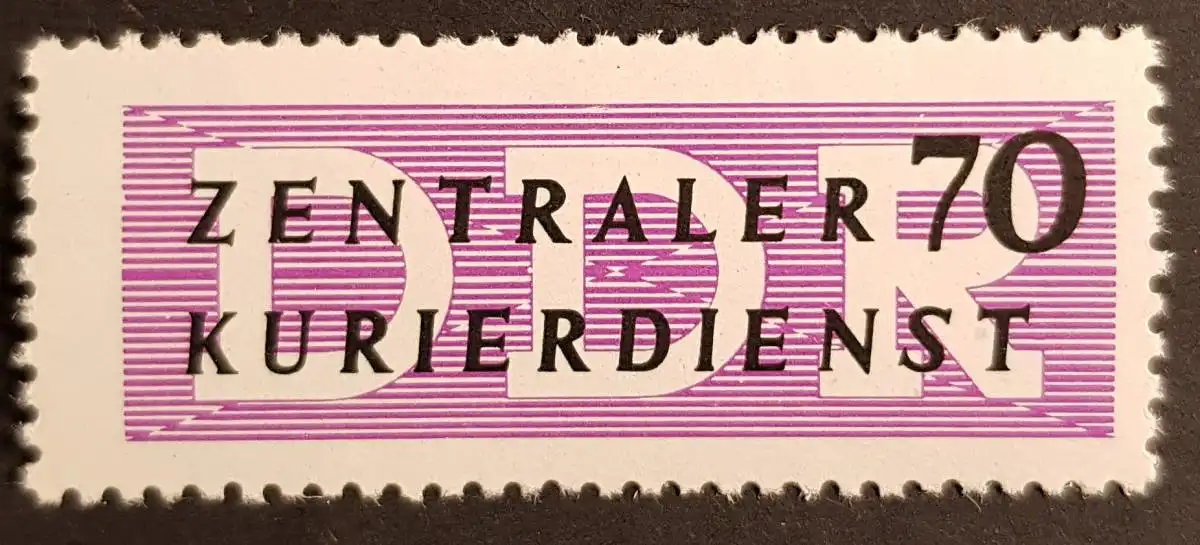 DDR
ZENTRALER 70
KURIERDIENST